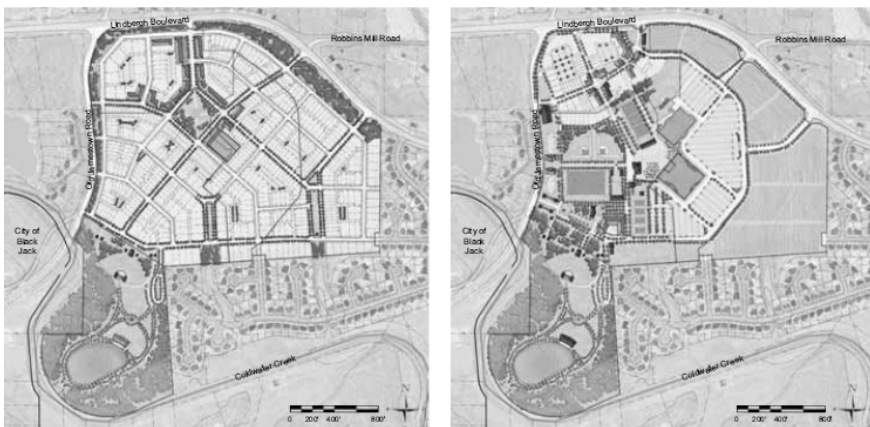 Lindbergh Boulevard
Robbins Mill Road
Old Jamestown Road
City of
Black
Jack
Coldwater Creek
N
0 200' 400' 800'
Lindbergh Boulevard
Robbins Mill Road
Old Jamestown Road
City of
Black
Jack
Coldwater Creek
N
0 200' 400' 800'